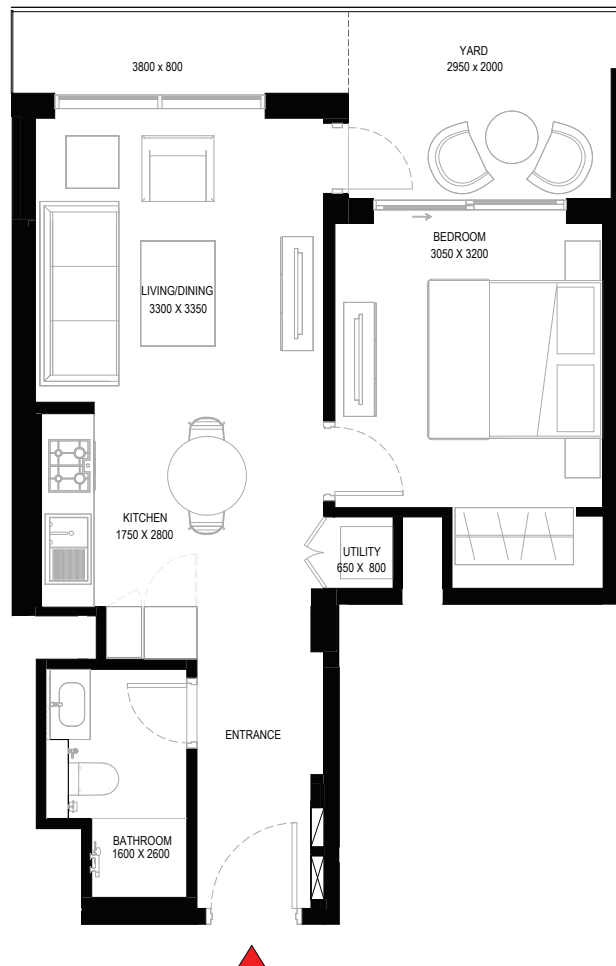 3800 x 800
YARD
2950 x 2000
BEDROOM
3050 X 3200
LIVING/DINING
3300 X 3350
KITCHEN
1750 X 2800
UTILITY
650 X 800
ENTRANCE
BATHROOM
1600 X 2600